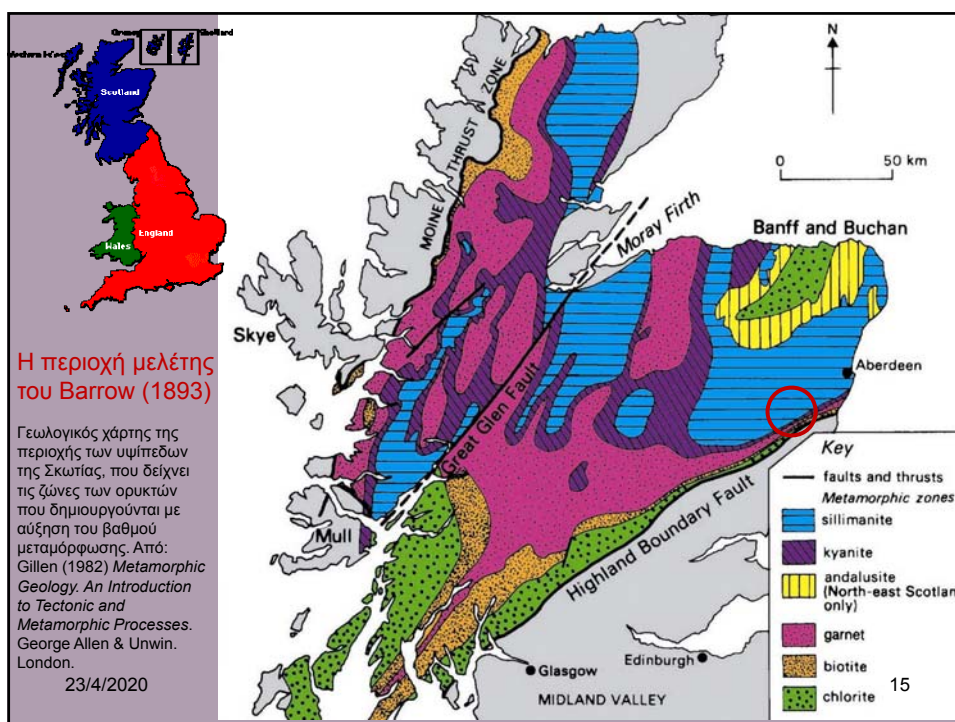 Scotland
Wales
England
Η περιοχή μελέτης
του Barrow (1893)
Γεωλογικός χάρτης της
περιοχής των υψίπεδων
της Σκωτίας, που δείχνει
τις ζώνες των ορυκτών
που δημιουργούνται με
αύξηση του βαθμού
μεταμόρφωσης. Από:
Gillen (1982) Metamorphic
Geology. An Introduction
to Tectonic and
Metamorphic Processes.
George Allen & Unwin.
London.
23/4/2020
MOINE THRUST ZONE
N
0 50 km
Moray Firth
Banff and Buchan
Skye
Aberdeen
Great Glen Fault
Mull
Highland Boundary Fault
Glasgow
Edinburgh
MIDLAND VALLEY
Key
faults and thrusts
Metamorphic zones
sillimanite
kyanite
andalusite
(North-east Scotlan
only)
garnet
biotite
chlorite
15